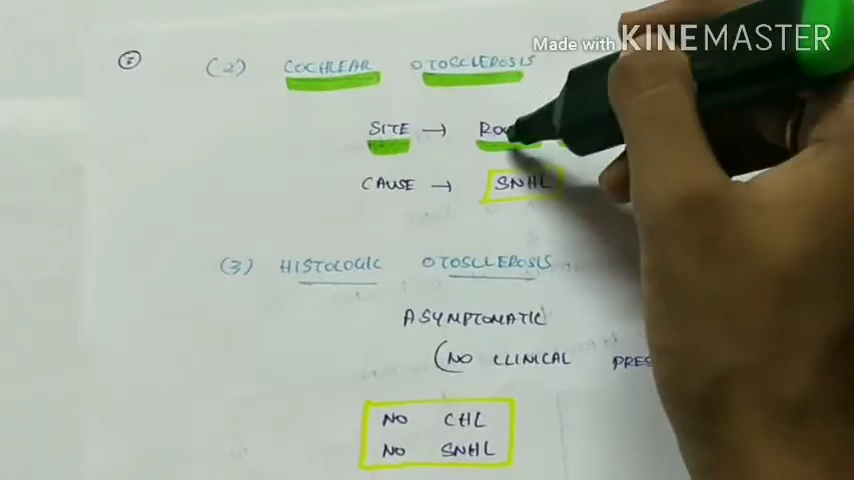 Made with KINEMASTER
(2) COCHLEAR OTOSCLEROSIS
SITE →
CAUSE → SNHL
(3) HISTOLOGIC OTOSCLEROSIS
ASYMPTOMATIC
(NO CLINICAL
NO CHL
NO SNHL